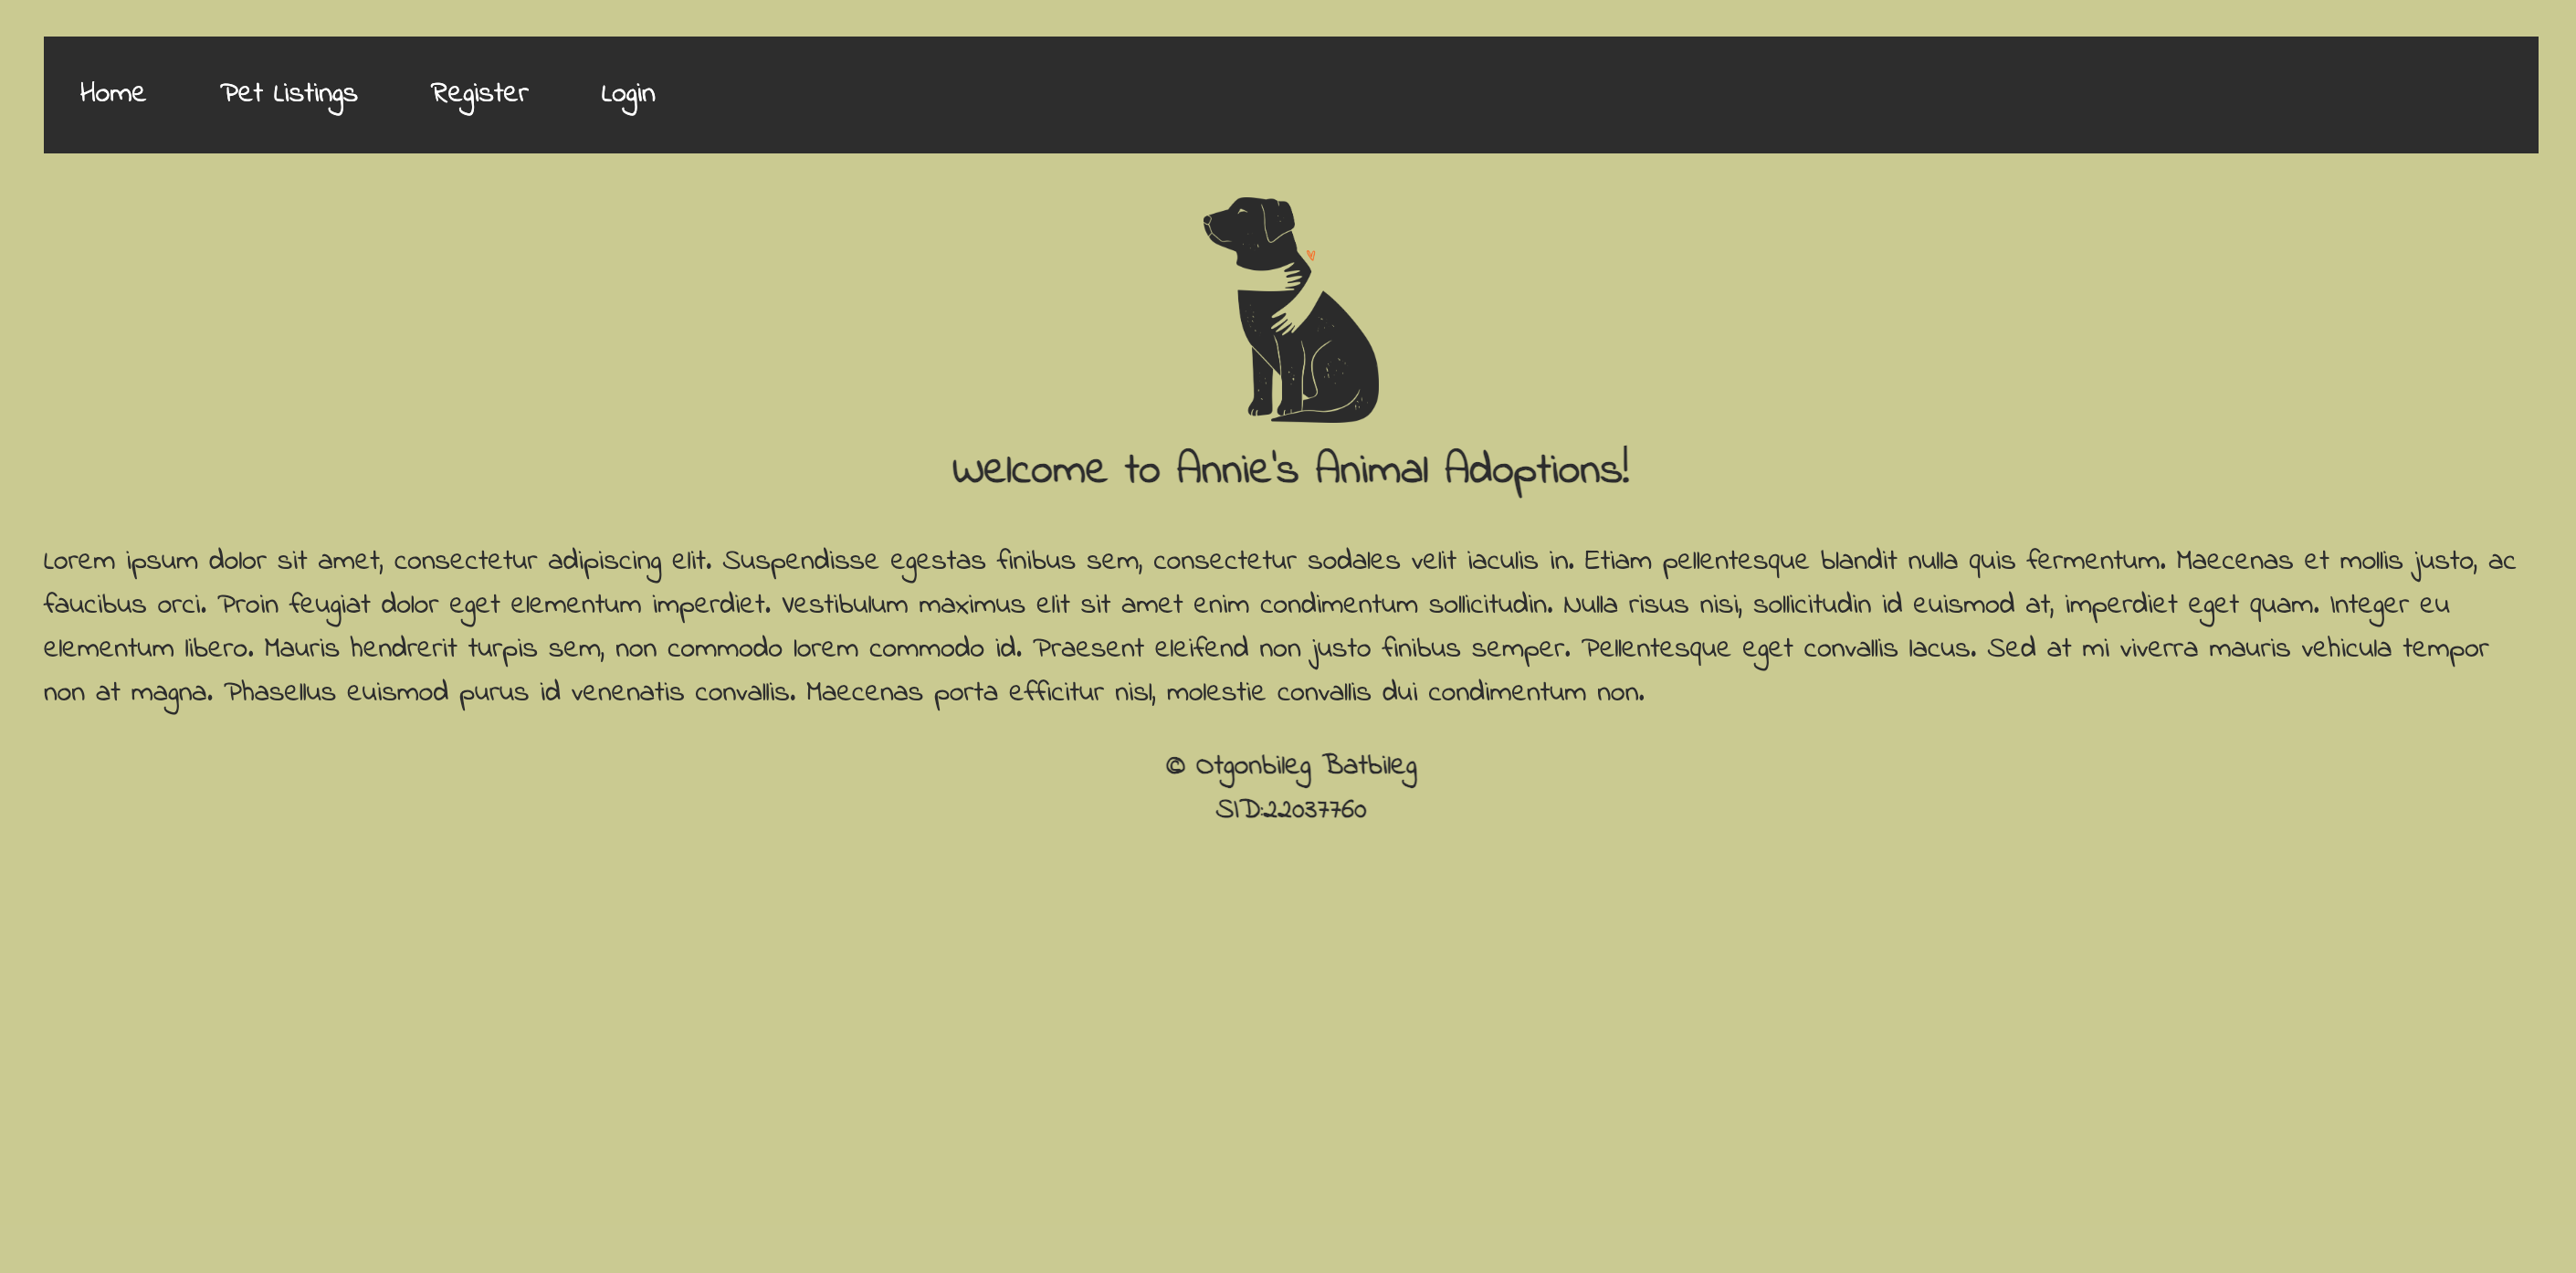 Home Pet Listings Register Login
Welcome to Annie's Animal Adoptions!
Lorem ipsum dolor sit amet, consectetur adipiscing elit. Suspendisse egestas finibus sem, consectetur sodales velit iaculis in. Etiam pellentesque blandit nulla quis fermentum. Maecenas et mollis justo, ac
faucibus orci. Proin feugiat dolor eget elementum imperdiet. Vestibulum maximus elit sit amet enim condimentum sollicitudin. Nulla risus nisi, sollicitudin id euismod at, imperdiet eget quam. Integer eu
elementum libero. Mauris hendrerit turpis sem, non commodo lorem commodo id. Praesent eleifend non justo finibus semper. Pellentesque eget convallis lacus. Sed at mi viverra mauris vehicula tempor
non at magna. Phasellus euismod purus id venenatis convallis. Maecenas porta efficitur nisl, molestie convallis dui condimentum non.
© Otgonbileg Batbileg
SID:22037760